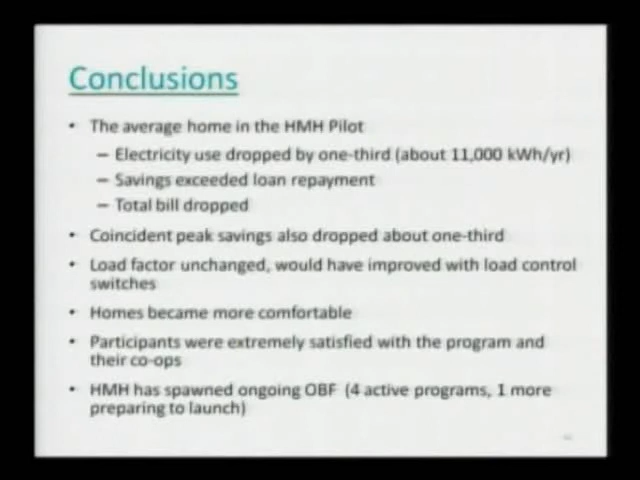 Conclusions
• The average home in the HMH Pilot
– Electricity use dropped by one-third (about 11,000 kWh/yr)
– Savings exceeded loan repayment
– Total bill dropped
• Coincident peak savings also dropped about one-third
• Load factor unchanged, would have improved with load control
switches
• Homes became more comfortable
• Participants were extremely satisfied with the program and
their co-ops
• HMH has spawned ongoing OBF (4 active programs, 1 more
preparing to launch)